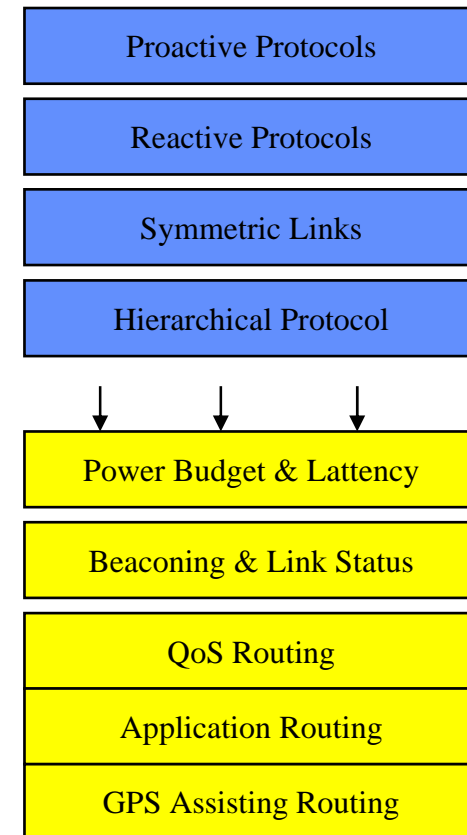 Proactive Protocols
Reactive Protocols
Symmetric Links
Hierarchical Protocol
Power Budget & Lattency
Beaconing & Link Status
QoS Routing
Application Routing
GPS Assisting Routing